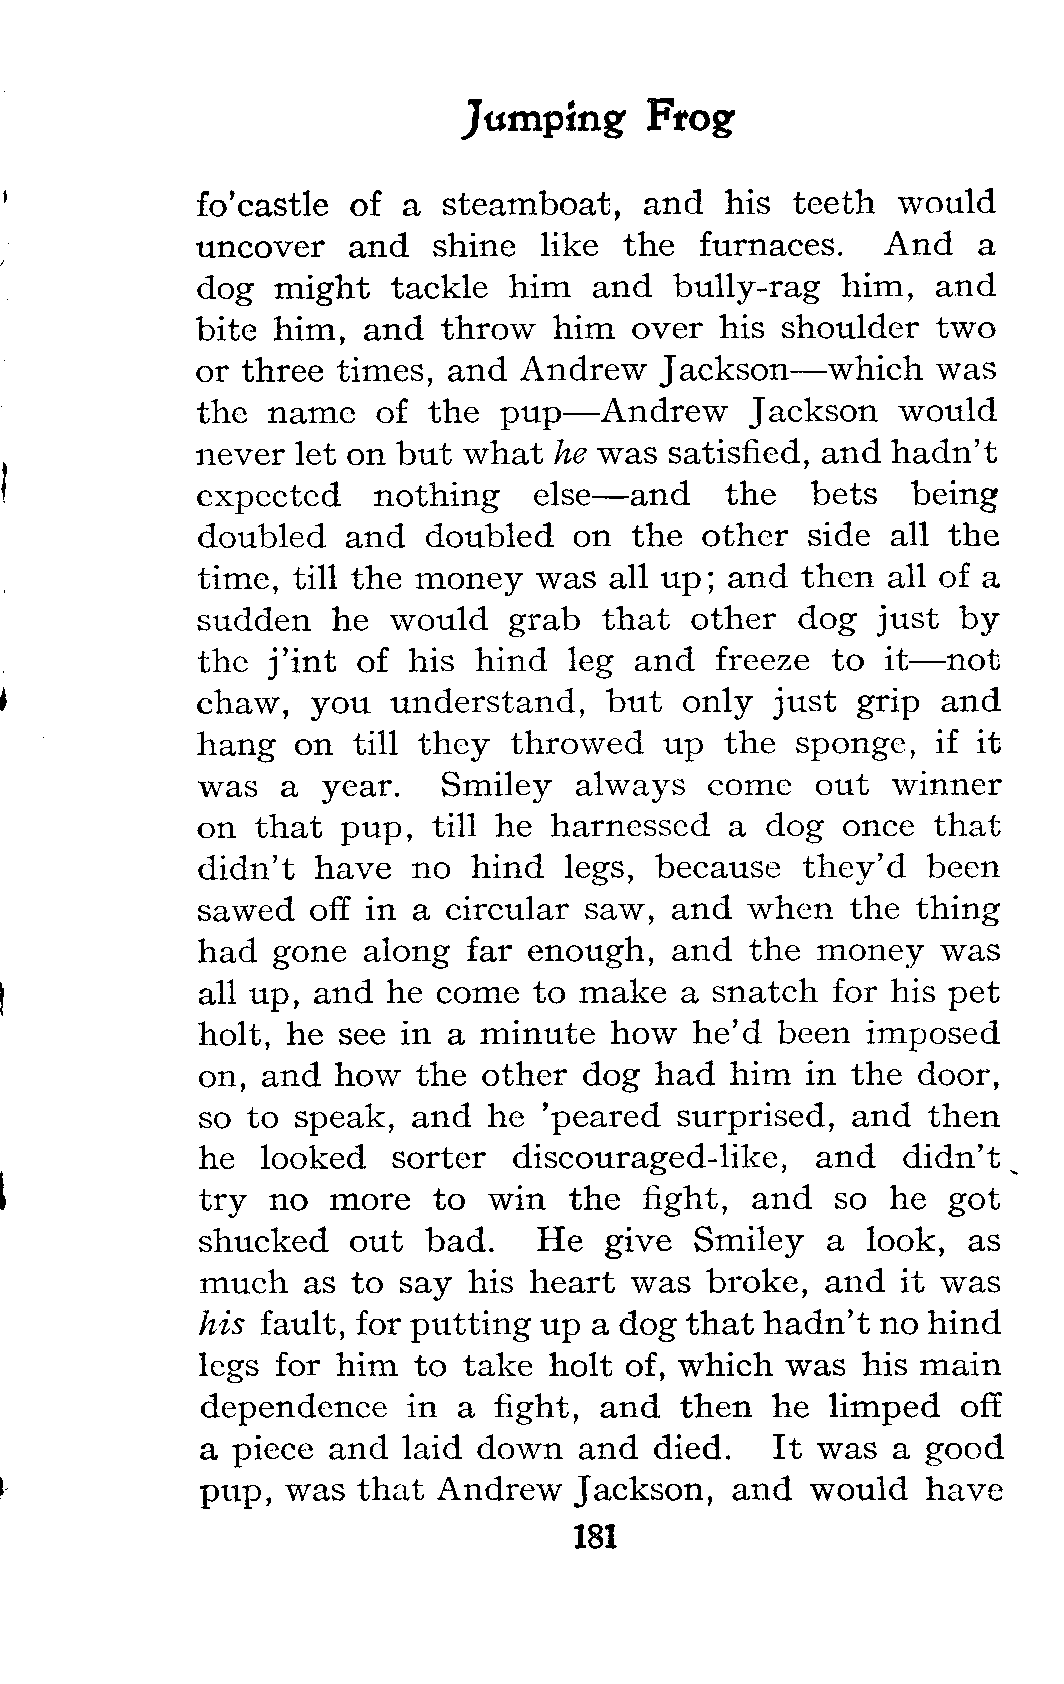 Jumping Frog
fo'castle of a steamboat, and his teeth would
uncover and shine like the furnaces. And a
dog might tackle him and bully-rag him, and
bite him, and throw him over his shoulder two
or three times, and Andrew Jackson—which was
the name of the pup—Andrew Jackson would
never let on but what he was satisfied, and hadn't
expected nothing else—and the bets being
doubled and doubled on the other side all the
time, till the money was all up; and then all of a
sudden he would grab that other dog just by
the j'int of his hind leg and freeze to it—not
chaw, you understand, but only just grip and
hang on till they throwed up the sponge, if it
was a year. Smiley always come out winner
on that pup, till he harnessed a dog once that
didn't have no hind legs, because they'd been
sawed off in a circular saw, and when the thing
had gone along far enough, and the money was
all up, and he come to make a snatch for his pet
holt, he see in a minute how he'd been imposed
on, and how the other dog had him in the door,
so to speak, and he 'peared surprised, and then
he looked sorter discouraged-like, and didn't
try no more to win the fight, and so he got
shucked out bad. He give Smiley a look, as
much as to say his heart was broke, and it was
his fault, for putting up a dog that hadn't no hind
legs for him to take holt of, which was his main
dependence in a fight, and then he limped off
a piece and laid down and died. It was a good
pup, was that Andrew Jackson, and would have
181